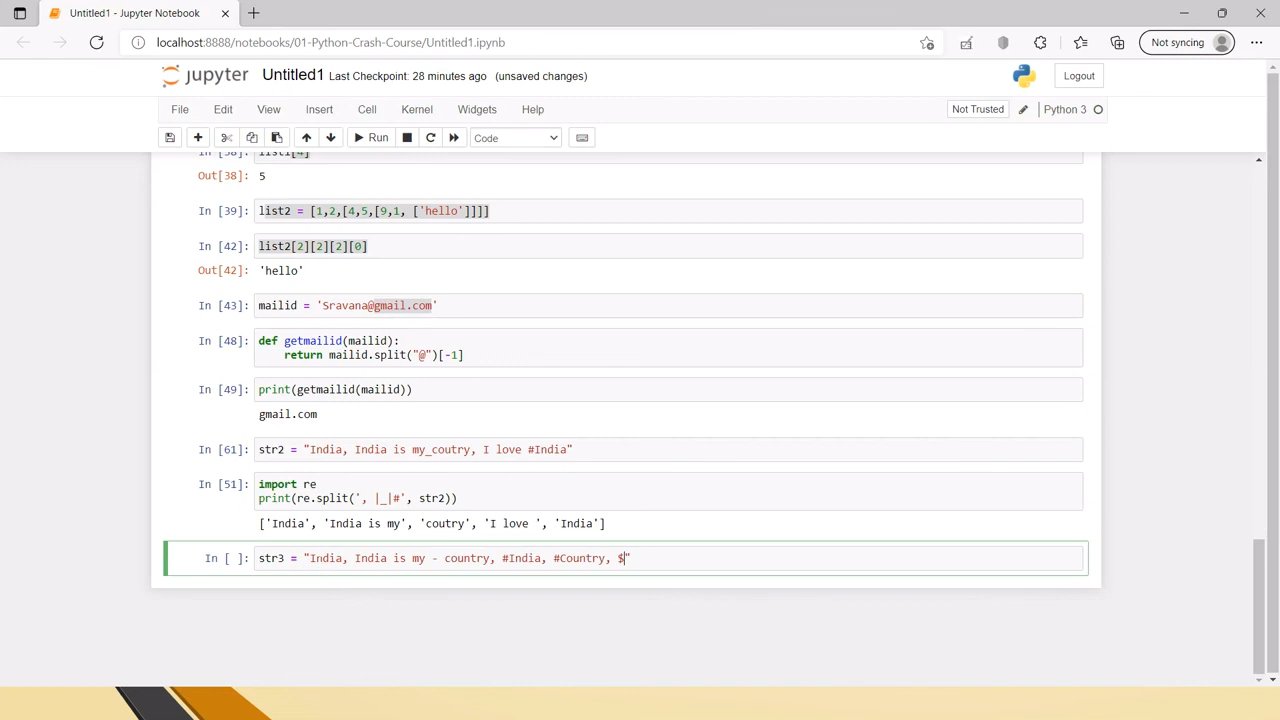 Untitled1 - Jupyter Notebook
localhost:8888/notebooks/01-Python-Crash-Course/Untitled1.ipynb
Not syncing
jupyter Untitled1 Last Checkpoint: 28 minutes ago (unsaved changes)
Logout
File Edit View Insert Cell Kernel Widgets Help
Not Trusted
Python 3
Run
Code
In [38]: list1[4]
Out[38]: 5
In [39]: list2 = [1,2,[4,5,[9,1, ['hello']]]]
In [42]: list2[2][2][2][0]
Out[42]: 'hello'
In [43]: mailid = 'Sravana@gmail.com'
In [48]: def getmailid(mailid):
return mailid.split("@")[-1]
In [49]: print(getmailid(mailid))
gmail.com
In [61]: str2 = "India, India is my_coutry, I love #India"
In [51]: import re
print(re.split(', |_|#', str2))
['India', 'India is my', 'coutry', 'I love ', 'India']
In [ ]: str3 = "India, India is my - country, #India, #Country, $"